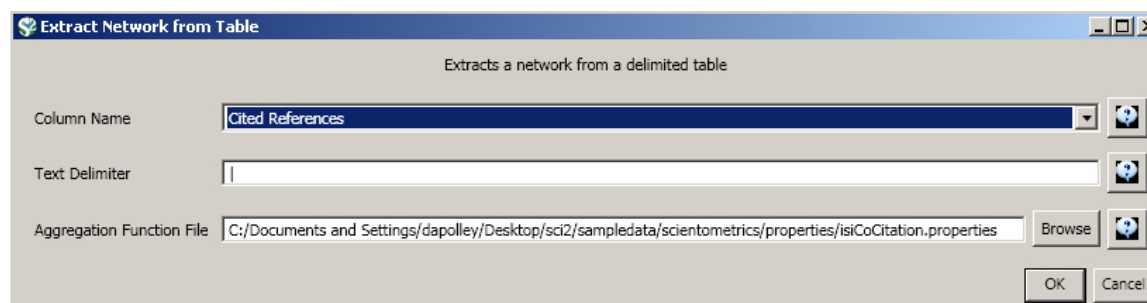 Extract Network from Table
Extracts a network from a delimited table
Column Name Cited References
Text Delimiter |
Aggregation Function File C:/Documents and Settings/dapolley/Desktop/sci2/sampledata/scientometrics/properties/isiCoCitation.properties Browse
OK Cancel